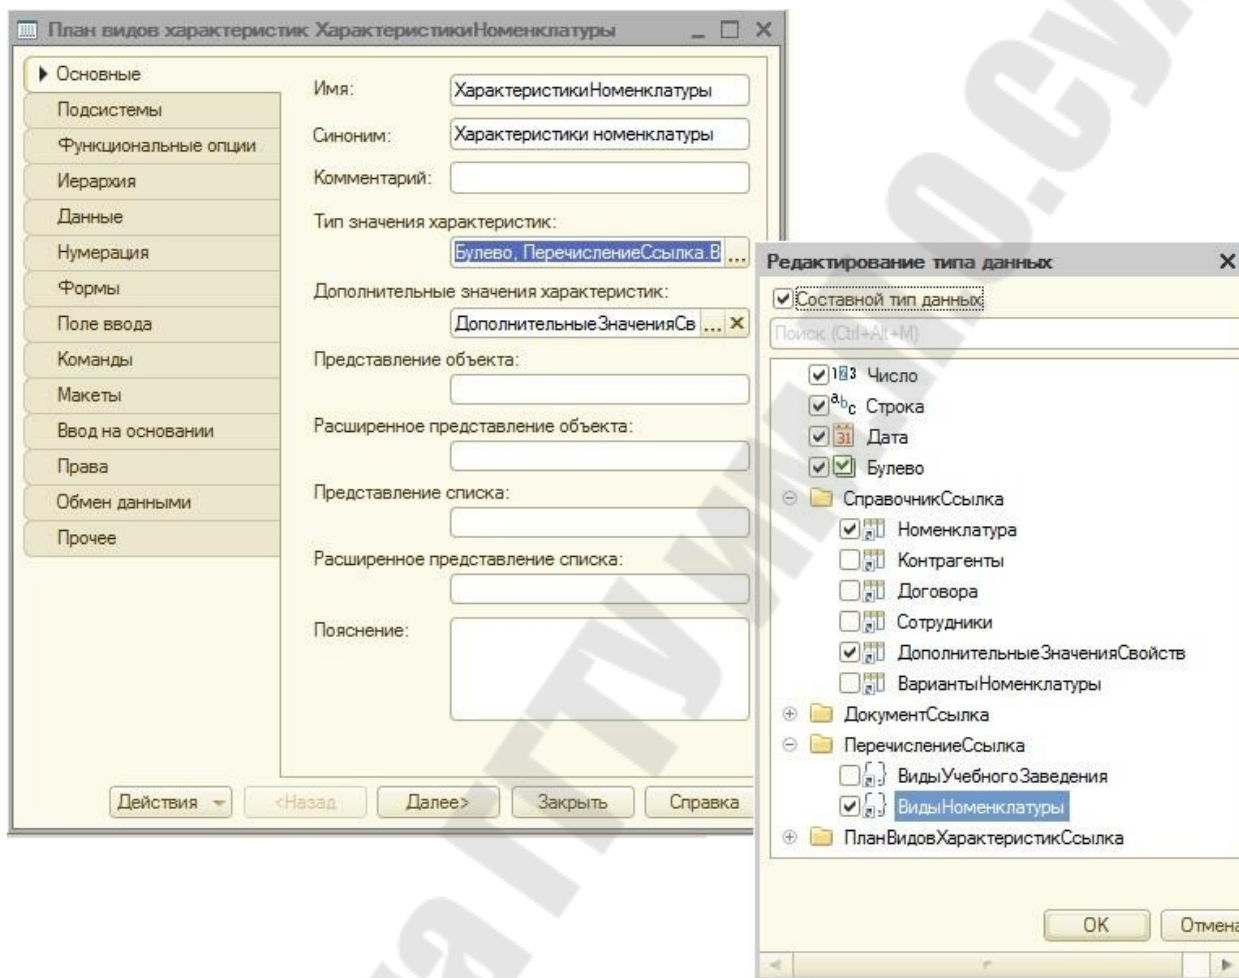 План видов характеристик ХарактеристикиНоменклатуры
Основные
Подсистемы
Функциональные опции
Иерархия
Данные
Нумерация
Формы
Поле ввода
Команды
Макеты
Ввод на основании
Права
Обмен данными
Прочее
Имя: ХарактеристикиНоменклатуры
Синоним: Характеристики номенклатуры
Комментарий:
Тип значения характеристик:
Булево, ПеречислениеСсылка.В ...
Дополнительные значения характеристик:
ДополнительныеЗначенияСв ...
Представление объекта:
Расширенное представление объекта:
Представление списка:
Расширенное представление списка:
Пояснение:
Действия <Назад Далее> Закрыть Справка
Редактирование типа данных
Составной тип данных
Поиск (Ctrl+Alt+M)
123 Число
abc Строка
31 Дата
Булево
СправочникСсылка
Номенклатура
Контрагенты
Договора
Сотрудники
ДополнительныеЗначенияСвойств
ВариантыНоменклатуры
ДокументСсылка
ПеречислениеСсылка
ВидыУчебногоЗаведения
ВидыНоменклатуры
ПланВидовХарактеристикСсылка
OK Отмена